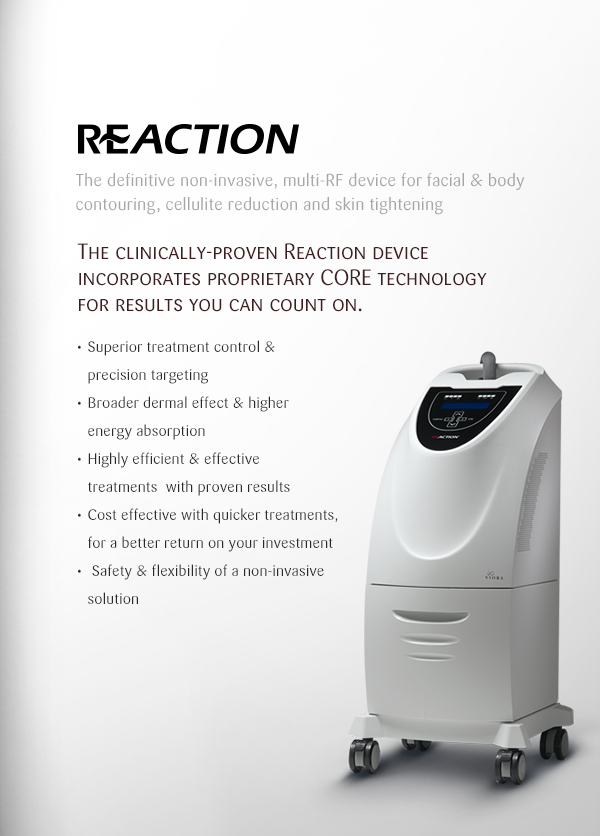 REACTION
The definitive non-invasive, multi-RF device for facial & body
contouring, cellulite reduction and skin tightening
The clinically-proven Reaction device
incorporates proprietary CORE technology
for results you can count on.
• Superior treatment control &
precision targeting
• Broader dermal effect & higher
energy absorption
• Highly efficient & effective
treatments with proven results
• Cost effective with quicker treatments,
for a better return on your investment
• Safety & flexibility of a non-invasive
solution
REACTION
VIORA